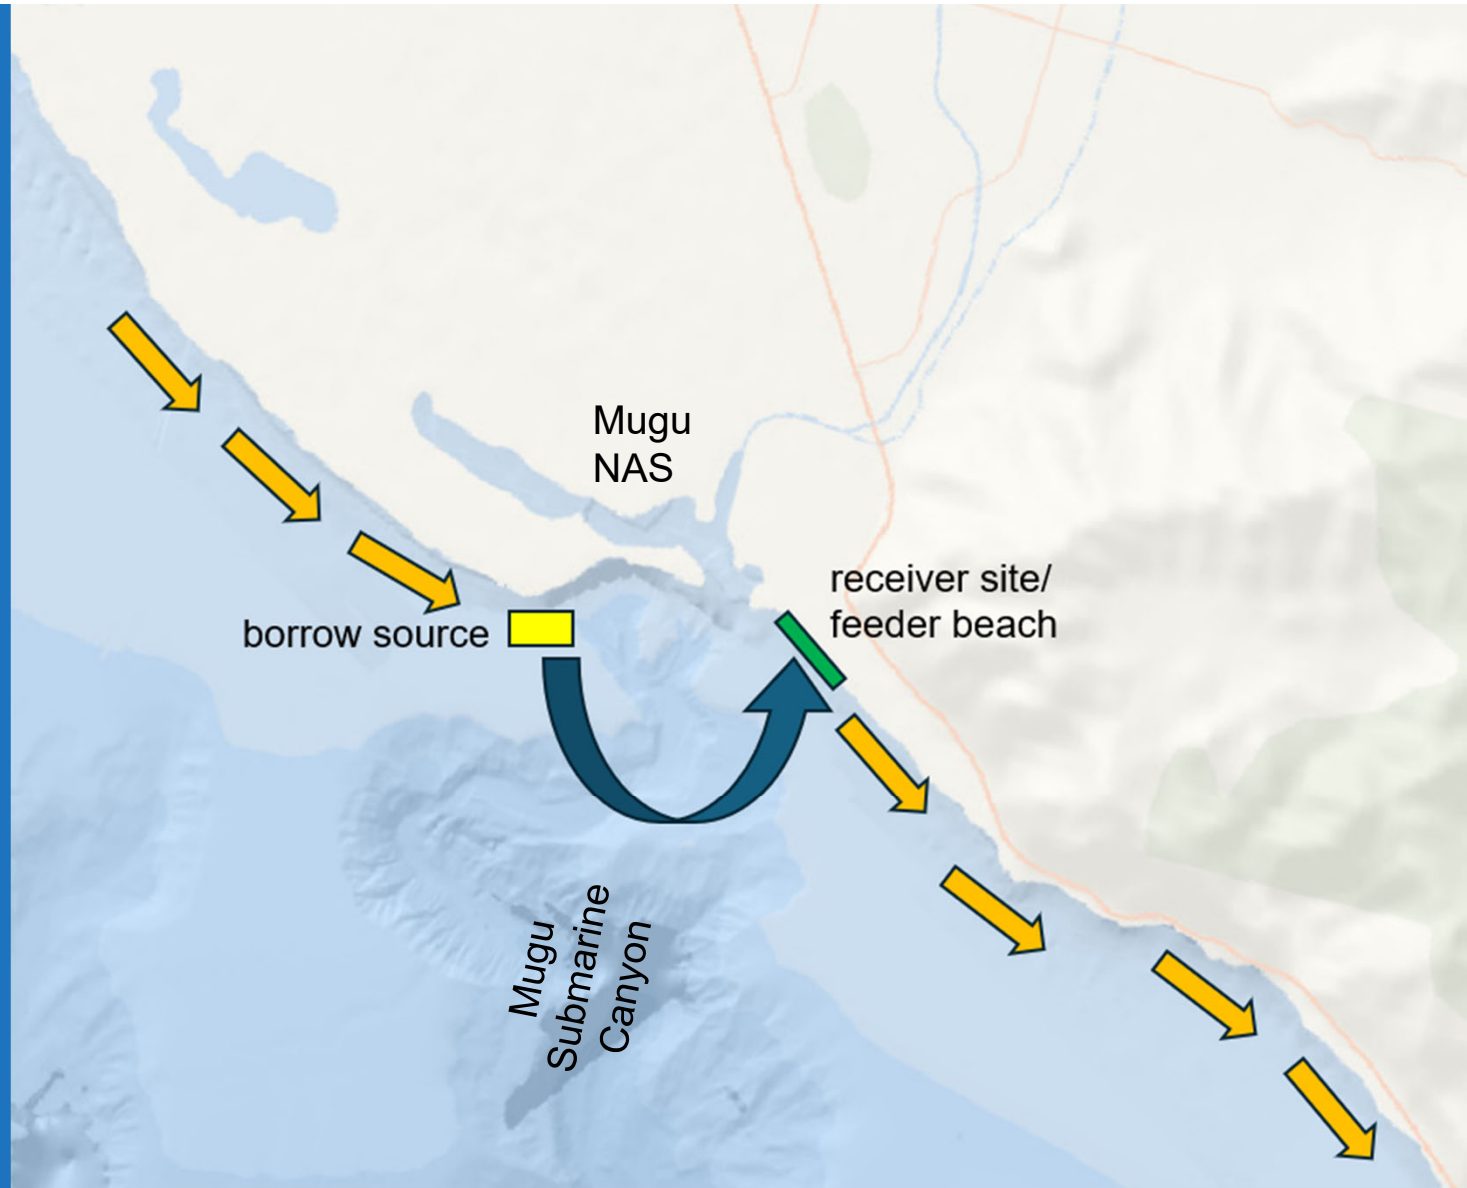 Mugu
NAS
receiver site/
feeder beach
borrow source
Mugu
Submarine
Canyon